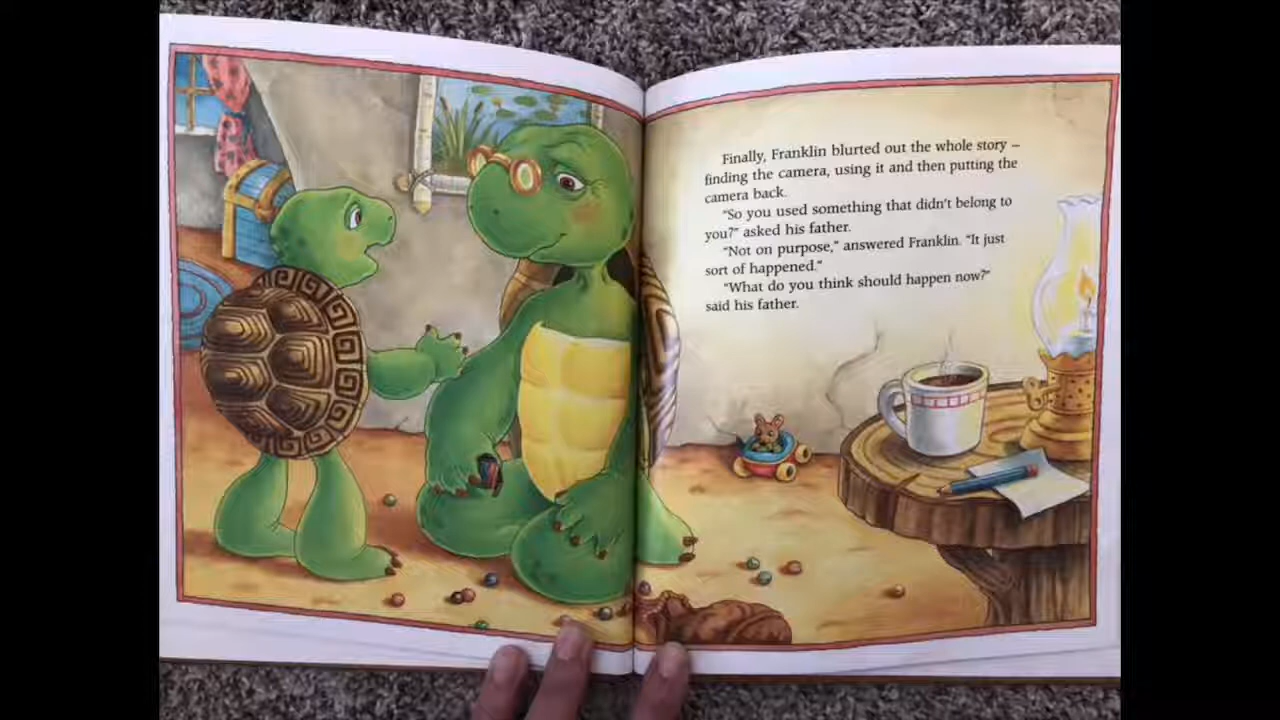 Finally, Franklin blurted out the whole story –
finding the camera, using it and then putting the
camera back.
“So you used something that didn’t belong to
you?” asked his father.
“Not on purpose,” answered Franklin. “It just
sort of happened.”
“What do you think should happen now?”
said his father.